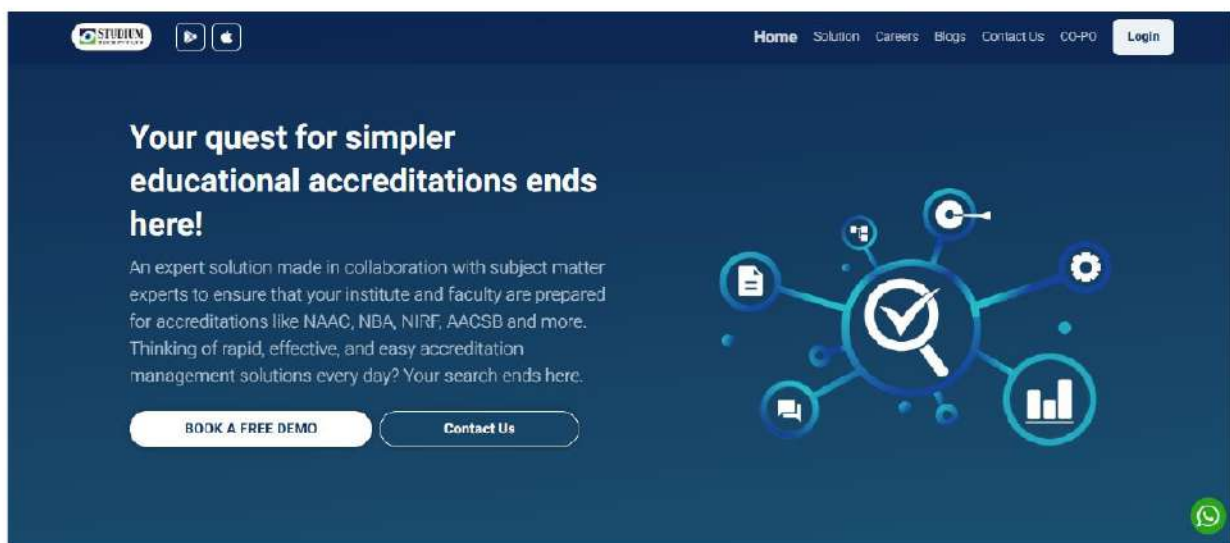 STUDIUM
Home Solution Careers Blogs Contact Us CO-PO Login
Your quest for simpler
educational accreditations ends
here!
An expert solution made in collaboration with subject matter
experts to ensure that your institute and faculty are prepared
for accreditations like NAAC, NBA, NIRF, AACSB and more.
Thinking of rapid, effective, and easy accreditation
management solutions every day? Your search ends here.
BOOK A FREE DEMO Contact Us